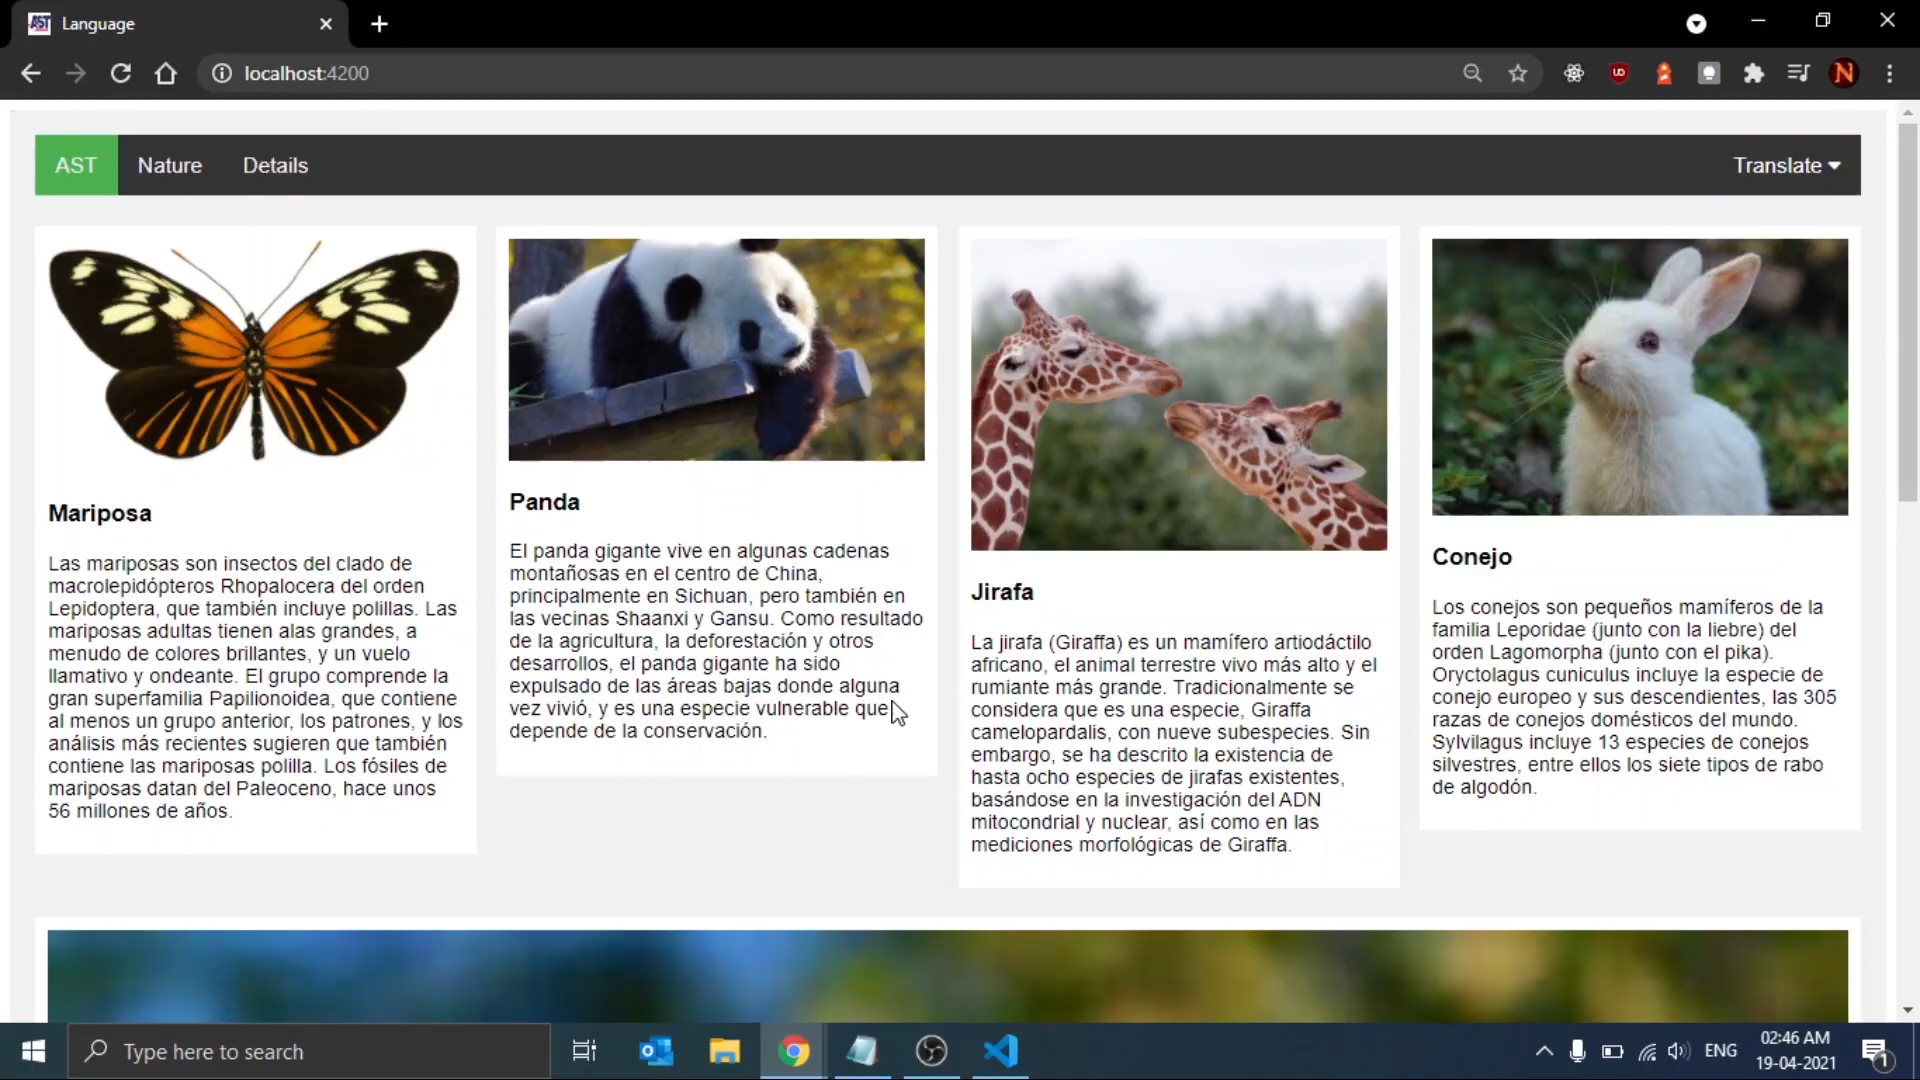 AST Language
localhost:4200
AST Nature Details Translate
Mariposa
Las mariposas son insectos del clado de
macrolepidópteros Rhopalocera del orden
Lepidoptera, que también incluye polillas. Las
mariposas adultas tienen alas grandes, a
menudo de colores brillantes, y un vuelo
llamativo y ondeante. El grupo comprende la
gran superfamilia Papilionoidea, que contiene
al menos un grupo anterior, los patrones, y los
análisis más recientes sugieren que también
contiene las mariposas polilla. Los fósiles de
mariposas datan del Paleoceno, hace unos
56 millones de años.
Panda
El panda gigante vive en algunas cadenas
montañosas en el centro de China,
principalmente en Sichuan, pero también en
las vecinas Shaanxi y Gansu. Como resultado
de la agricultura, la deforestación y otros
desarrollos, el panda gigante ha sido
expulsado de las áreas bajas donde alguna
vez vivió, y es una especie vulnerable que
depende de la conservación.
Jirafa
La jirafa (Giraffa) es un mamífero artiodáctilo
africano, el animal terrestre vivo más alto y el
rumiante más grande. Tradicionalmente se
considera que es una especie, Giraffa
camelopardalis, con nueve subespecies. Sin
embargo, se ha descrito la existencia de
hasta ocho especies de jirafas existentes,
basándose en la investigación del ADN
mitocondrial y nuclear, así como en las
mediciones morfológicas de Giraffa.
Conejo
Los conejos son pequeños mamíferos de la
familia Leporidae (junto con la liebre) del
orden Lagomorpha (junto con el pika).
Oryctolagus cuniculus incluye la especie de
conejo europeo y sus descendientes, las 305
razas de conejos domésticos del mundo.
Sylvilagus incluye 13 especies de conejos
silvestres, entre ellos los siete tipos de rabo
de algodón.
Type here to search
ENG
02:46 AM
19-04-2021
1